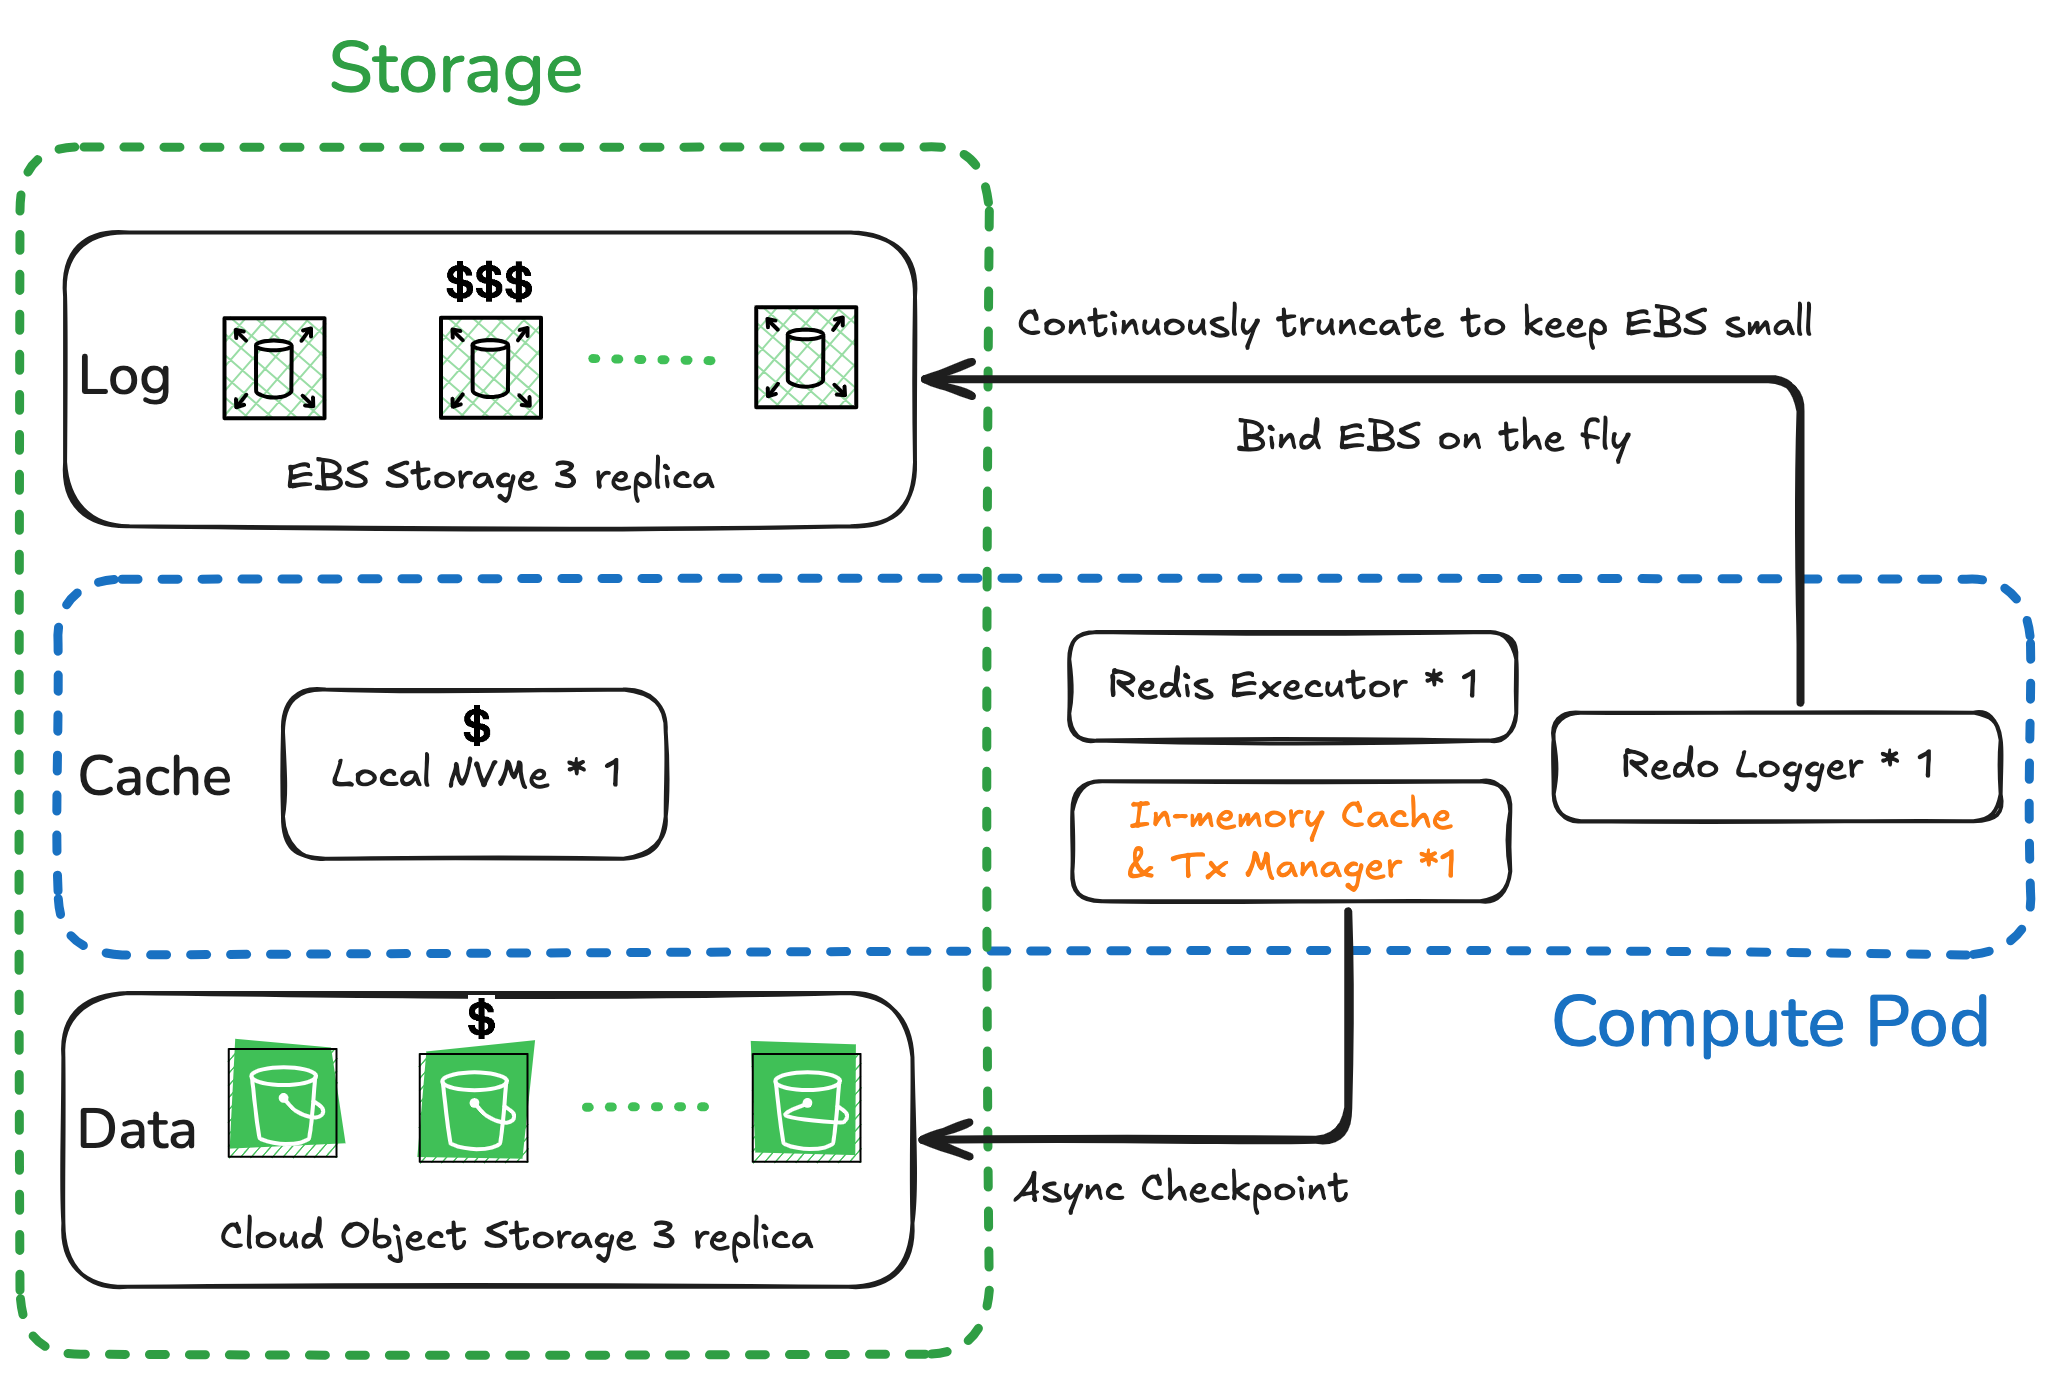 Storage
$$$
Log
EBS Storage 3 replica
Continuously truncate to keep EBS small
Bind EBS on the fly
Cache
$
Local NVMe * 1
Redis Executor * 1
In-memory Cache
& Tx Manager *1
Redo Logger * 1
Compute Pod
$
Data
Cloud Object Storage 3 replica
Async Checkpoint